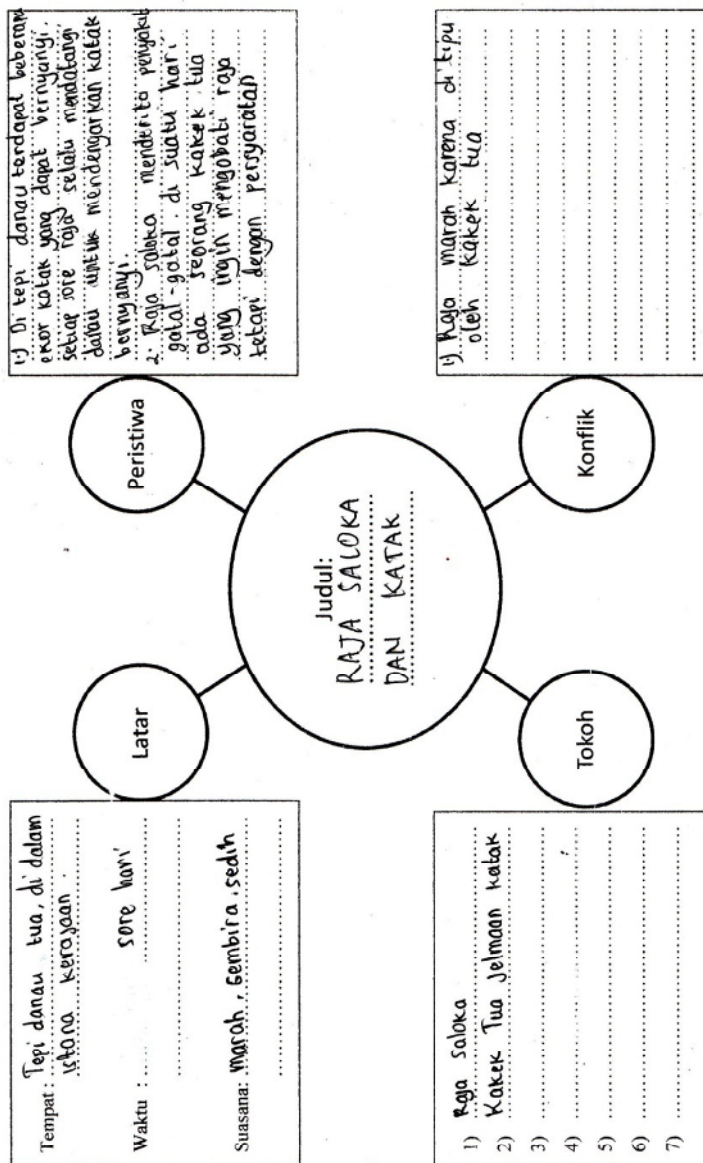 Tempat : Tepi danau tua, di dalam
istana kerajaan
Waktu : sore hari
Suasana: marah, Gembira, sedih
Latar
Peristiwa
1) Di tepi danau terdapat beberapa
ekor katak yang dapat bernyanyi.
setiap sore raja selalu mendatangi
danau untuk mendengarkan katak
bernyanyi.
2. Raja saloka menderita penyakit
gatal-gatal. di suatu hari
ada seorang kakek tua
yang ingin mengobati raja
tetapi dengan persyaratan
Judul:
RAJA SALOKA
DAN KATAK
1) Raja saloka
2) Kakek Tua Jelmaan katak
3)
4)
5)
6)
7)
Tokoh
Konflik
1) Raja marah karena di tipu
oleh kakek tua